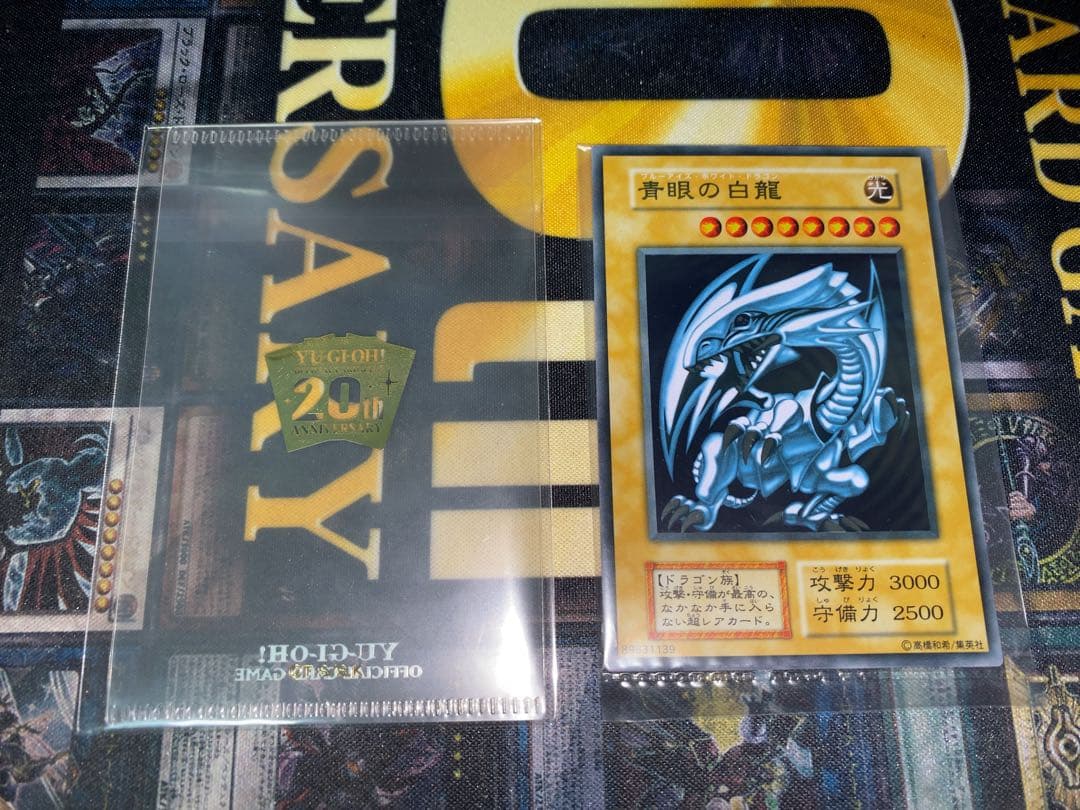 YU-GI-OH!
20th
ANNIVERSARY
YU-GI-OH!
OFFICIAL CARD GAME
ブルーアイズ・ホワイト・ドラゴン
青眼の白龍
光
【ドラゴン族】
攻撃・守備が最高の、
なかなか手に入ら
ない超レアカード。
こう げき りょく
攻撃力 3000
しゅ び りょく
守備力 2500
89631139
©高橋和希/集英社
ERSARY
ARD G